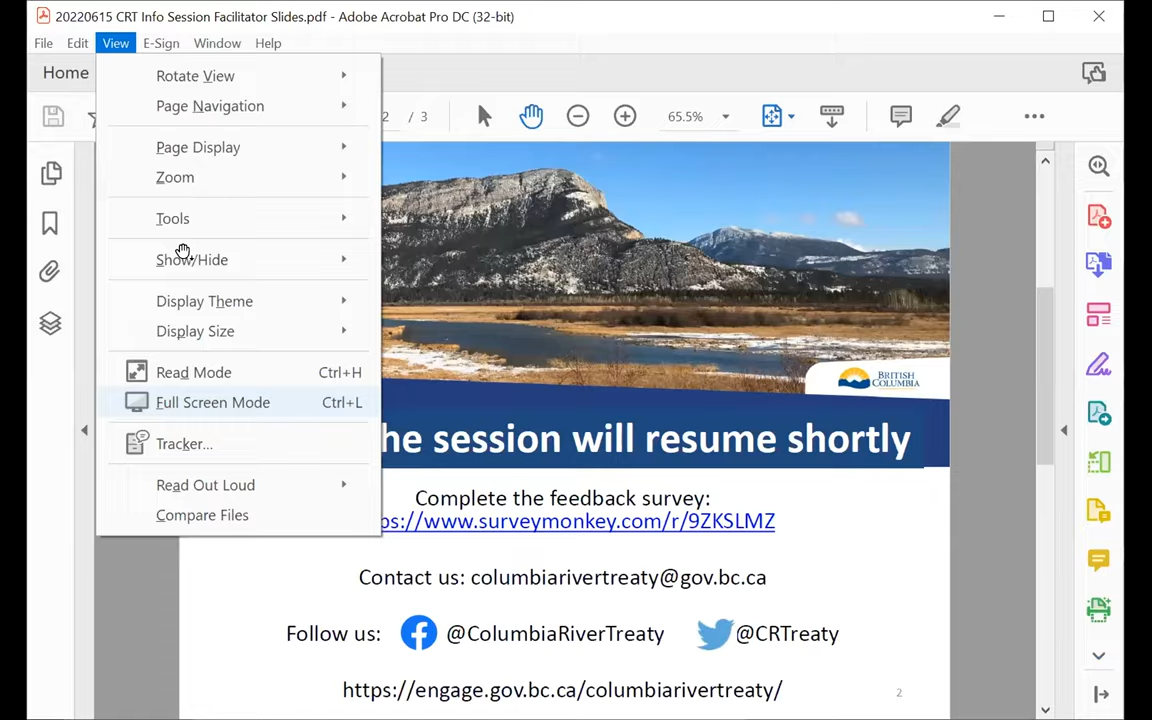 20220615 CRT Info Session Facilitator Slides.pdf - Adobe Acrobat Pro DC (32-bit)
File Edit View E-Sign Window Help
Home
2 / 3 65.5%
Rotate View
Page Navigation
Page Display
Zoom
Tools
Show/Hide
Display Theme
Display Size
Read Mode Ctrl+H
Full Screen Mode Ctrl+L
Tracker...
Read Out Loud
Compare Files
BRITISH
COLUMBIA
he session will resume shortly
Complete the feedback survey:
ps://www.surveymonkey.com/r/9ZKSLMZ
Contact us: columbiarivertreaty@gov.bc.ca
Follow us: @ColumbiaRiverTreaty @CRTreaty
https://engage.gov.bc.ca/columbiarivertreaty/
2